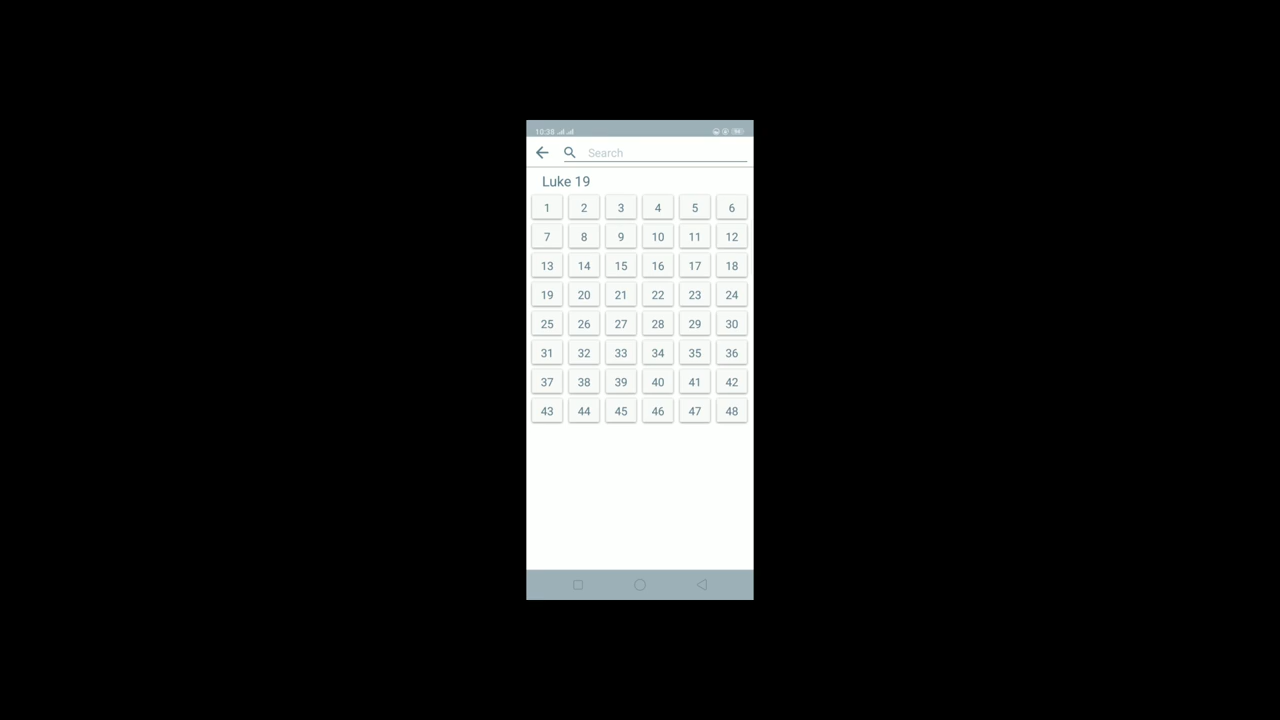 10:38
Search
Luke 19
1 2 3 4 5 6
7 8 9 10 11 12
13 14 15 16 17 18
19 20 21 22 23 24
25 26 27 28 29 30
31 32 33 34 35 36
37 38 39 40 41 42
43 44 45 46 47 48